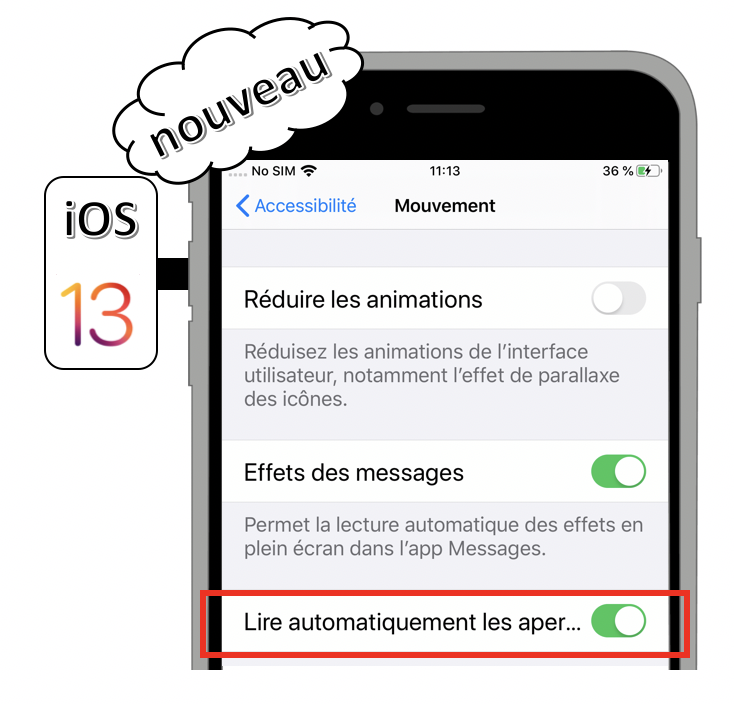 nouveau
iOS
13
No SIM 11:13 36 %
Accessibilité Mouvement
Réduire les animations
Réduisez les animations de l'interface
utilisateur, notamment l'effet de parallaxe
des icônes.
Effets des messages
Permet la lecture automatique des effets en
plein écran dans l'app Messages.
Lire automatiquement les aper...